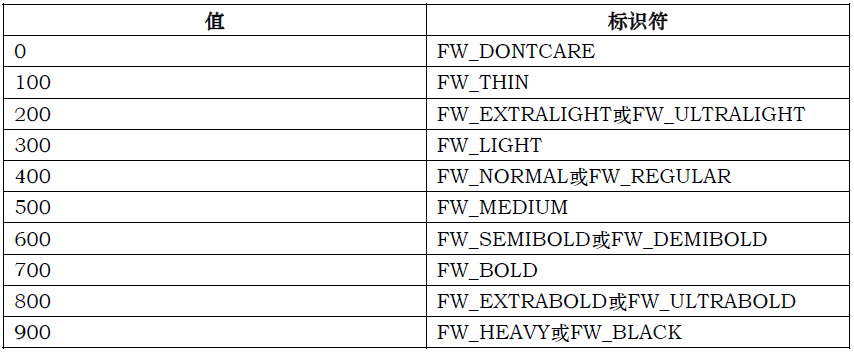 值 标识符
0 FW_DONTCARE
100 FW_THIN
200 FW_EXTRALIGHT或FW_ULTRALIGHT
300 FW_LIGHT
400 FW_NORMAL或FW_REGULAR
500 FW_MEDIUM
600 FW_SEMIBOLD或FW_DEMIBOLD
700 FW_BOLD
800 FW_EXTRABOLD或FW_ULTRABOLD
900 FW_HEAVY或FW_BLACK